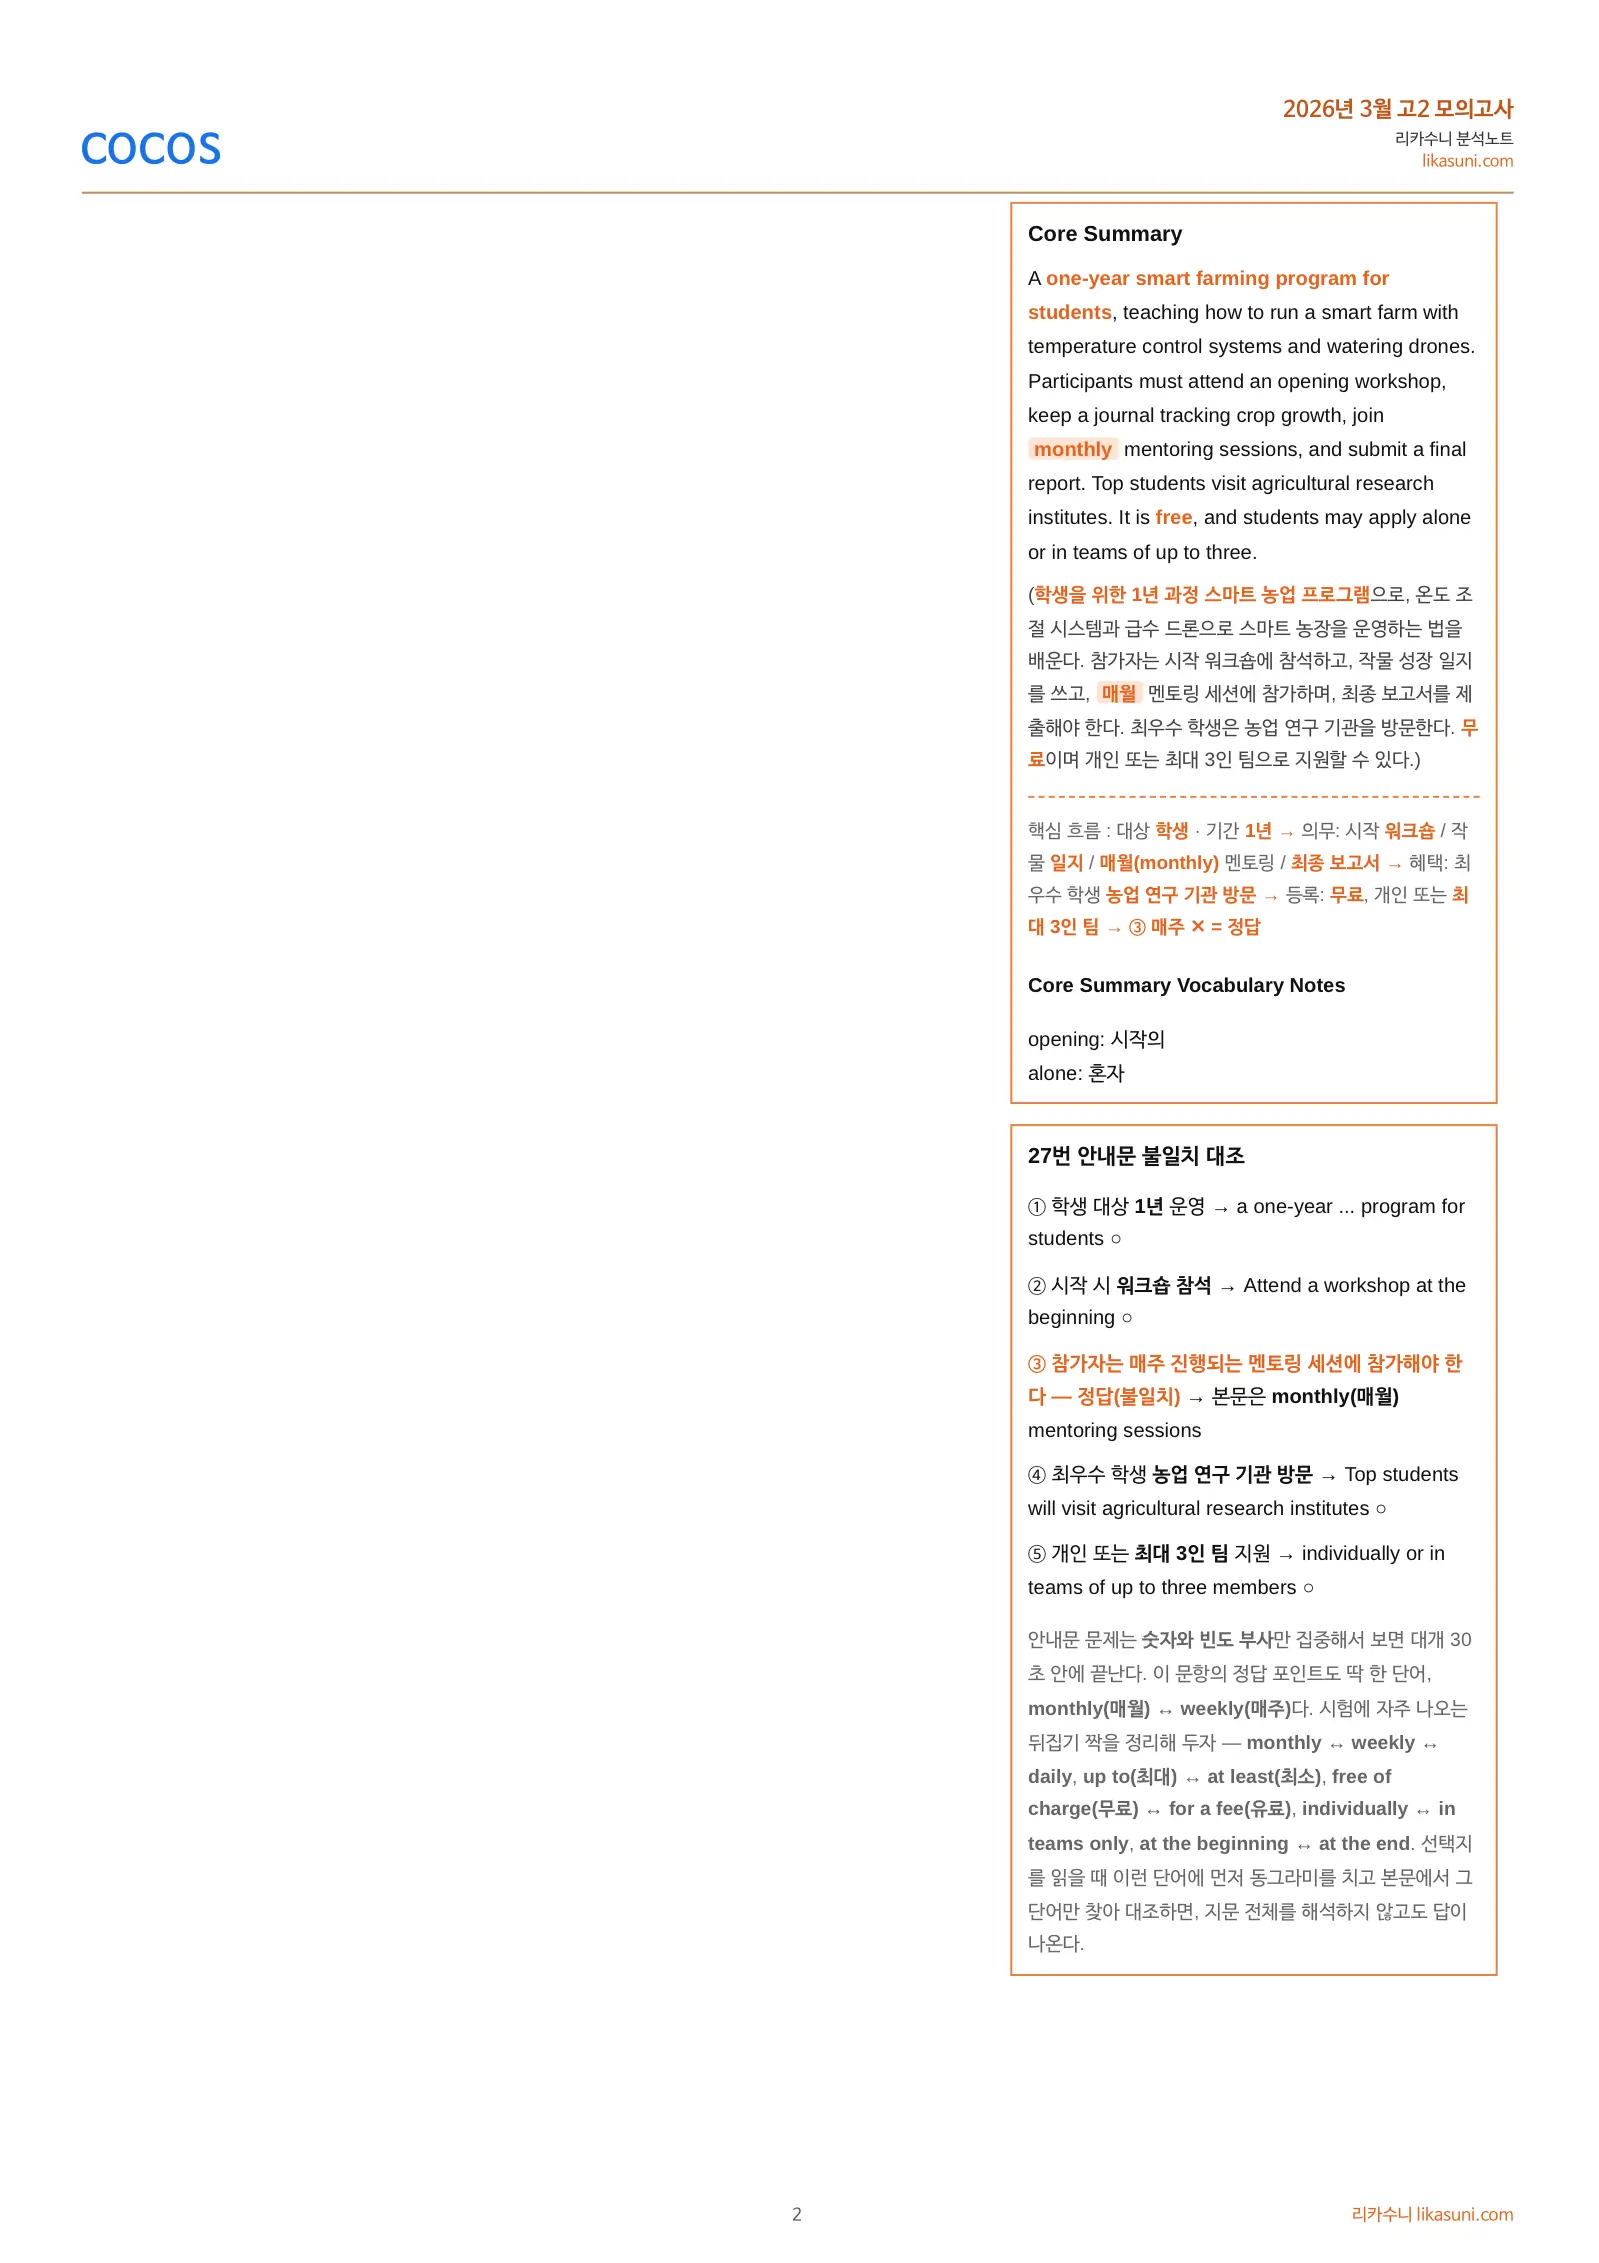 cocos
2026년 3월 고2 모의고사
리카수니 분석노트
likasuni.com
Core Summary
A one-year smart farming program for
students, teaching how to run a smart farm with
temperature control systems and watering drones.
Participants must attend an opening workshop,
keep a journal tracking crop growth, join
monthly mentoring sessions, and submit a final
report. Top students visit agricultural research
institutes. It is free, and students may apply alone
or in teams of up to three.
(학생을 위한 1년 과정 스마트 농업 프로그램으로, 온도 조
절 시스템과 급수 드론으로 스마트 농장을 운영하는 법을
배운다. 참가자는 시작 워크숍에 참석하고, 작물 성장 일지
를 쓰고, 매월 멘토링 세션에 참가하며, 최종 보고서를 제
출해야 한다. 최우수 학생은 농업 연구 기관을 방문한다. 무
료이며 개인 또는 최대 3인 팀으로 지원할 수 있다.)
핵심 흐름 : 대상 학생 · 기간 1년 → 의무: 시작 워크숍 / 작
물 일지 / 매월(monthly) 멘토링 / 최종 보고서 → 혜택: 최
우수 학생 농업 연구 기관 방문 → 등록: 무료, 개인 또는 최
대 3인 팀 → ③ 매주 ✕ = 정답
Core Summary Vocabulary Notes
opening: 시작의
alone: 혼자
27번 안내문 불일치 대조
① 학생 대상 1년 운영 → a one-year ... program for
students ○
② 시작 시 워크숍 참석 → Attend a workshop at the
beginning ○
③ 참가자는 매주 진행되는 멘토링 세션에 참가해야 한
다 — 정답(불일치) → 본문은 monthly(매월)
mentoring sessions
④ 최우수 학생 농업 연구 기관 방문 → Top students
will visit agricultural research institutes ○
⑤ 개인 또는 최대 3인 팀 지원 → individually or in
teams of up to three members ○
안내문 문제는 숫자와 빈도 부사만 집중해서 보면 대개 30
초 안에 끝난다. 이 문항의 정답 포인트도 딱 한 단어,
monthly(매월) ↔ weekly(매주)다. 시험에 자주 나오는
뒤집기 짝을 정리해 두자 — monthly ↔ weekly ↔
daily, up to(최대) ↔ at least(최소), free of
charge(무료) ↔ for a fee(유료), individually ↔ in
teams only, at the beginning ↔ at the end. 선택지
를 읽을 때 이런 단어에 먼저 동그라미를 치고 본문에서 그
단어만 찾아 대조하면, 지문 전체를 해석하지 않고도 답이
나온다.
2
리카수니 likasuni.com